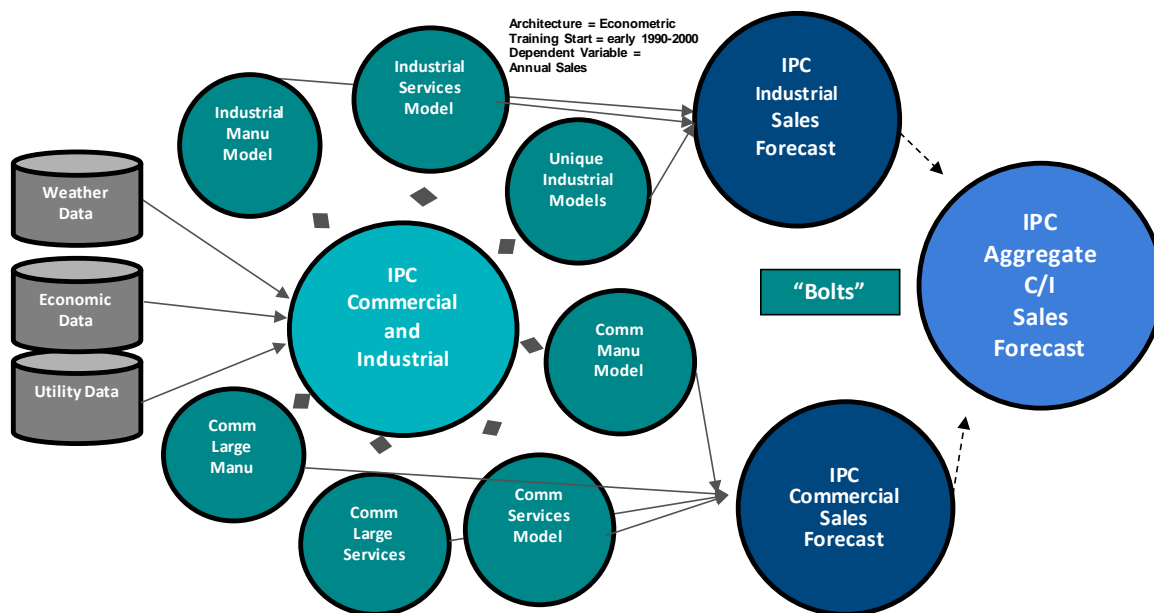 Architecture = Econometric
Training Start = early 1990-2000
Dependent Variable =
Annual Sales
Industrial
Services
Model
IPC
Industrial
Sales
Forecast
Industrial
Manu
Model
Unique
Industrial
Models
Weather
Data
Economic
Data
Utility Data
IPC
Commercial
and
Industrial
IPC
Aggregate
C/I
Sales
Forecast
“Bolts”
Comm
Manu
Model
Comm
Large
Manu
Comm
Large
Services
Comm
Services
Model
IPC
Commercial
Sales
Forecast